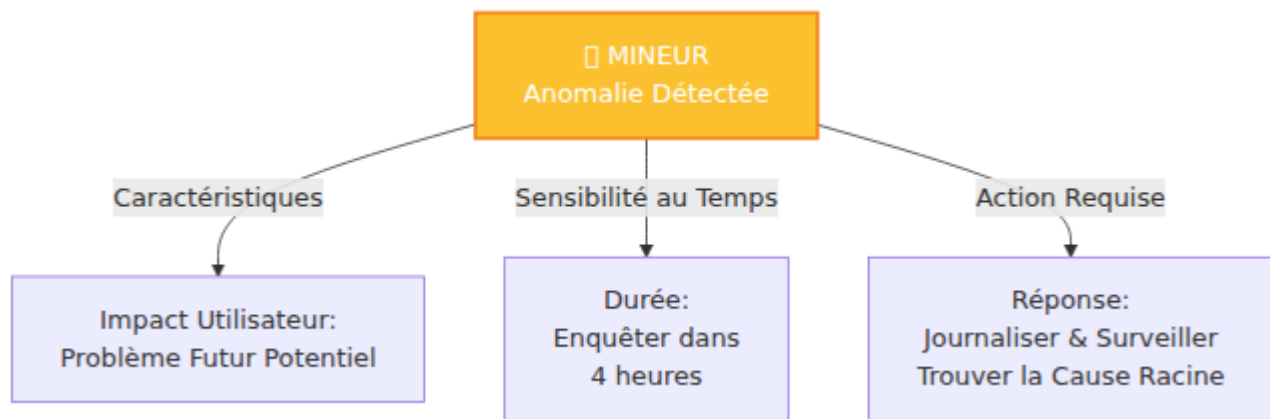 MINEUR
Anomalie Détectée
Caractéristiques
Sensibilité au Temps
Action Requise
Impact Utilisateur:
Problème Futur Potentiel
Durée:
Enquêter dans
4 heures
Réponse:
Journaliser & Surveiller
Trouver la Cause Racine